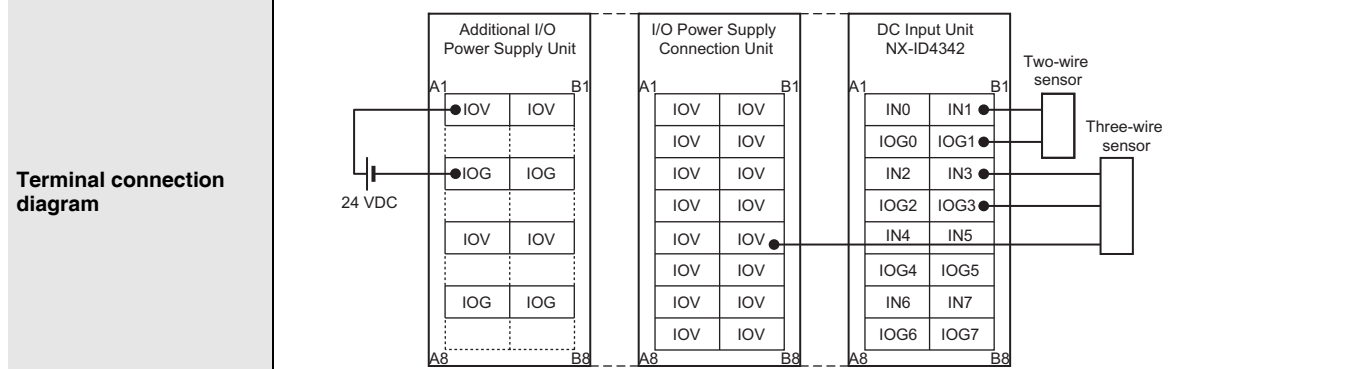 Terminal connection
diagram
Additional I/O
Power Supply Unit
I/O Power Supply
Connection Unit
DC Input Unit
NX-ID4342
Two-wire
sensor
Three-wire
sensor
24 VDC
A1 B1
IOV IOV
IOG IOG
IOV IOV
IOG IOG
A8 B8
A1 B1
IOV IOV
IOV IOV
IOV IOV
IOV IOV
IOV IOV
IOV IOV
IOV IOV
IOV IOV
A8 B8
A1 B1
IN0 IN1
IOG0 IOG1
IN2 IN3
IOG2 IOG3
IN4 IN5
IOG4 IOG5
IN6 IN7
IOG6 IOG7
A8 B8